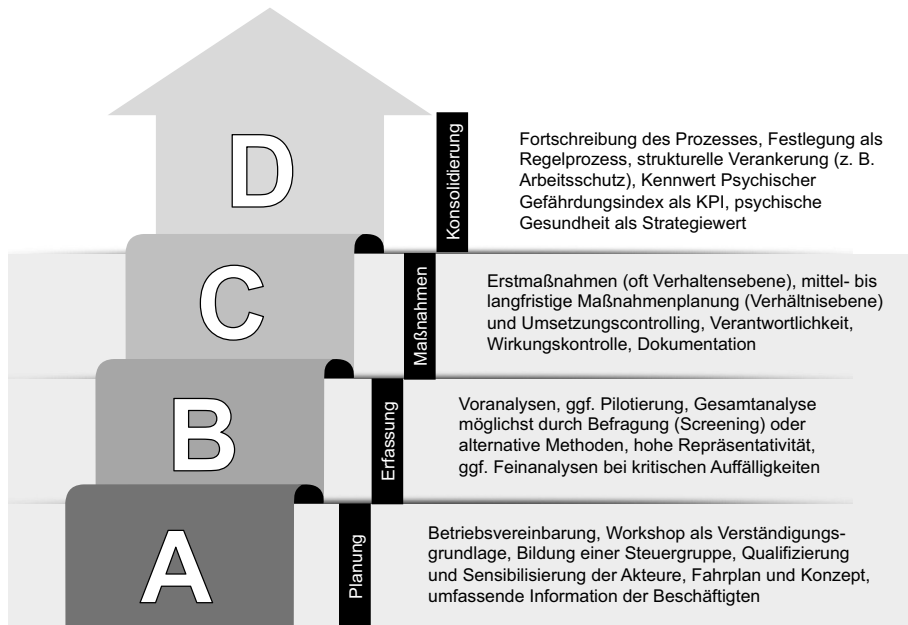 D
Konsolidierung
Fortschreibung des Prozesses, Festlegung als
Regelprozess, strukturelle Verankerung (z. B.
Arbeitsschutz), Kennwert Psychischer
Gefährdungsindex als KPI, psychische
Gesundheit als Strategiewert
C
Maßnahmen
Erstmaßnahmen (oft Verhaltensebene), mittel- bis
langfristige Maßnahmenplanung (Verhältnisebene)
und Umsetzungscontrolling, Verantwortlichkeit,
Wirkungskontrolle, Dokumentation
B
Erfassung
Voranalysen, ggf. Pilotierung, Gesamtanalyse
möglichst durch Befragung (Screening) oder
alternative Methoden, hohe Repräsentativität,
ggf. Feinanalysen bei kritischen Auffälligkeiten
A
Planung
Betriebsvereinbarung, Workshop als Verständigungs-
grundlage, Bildung einer Steuergruppe, Qualifizierung
und Sensibilisierung der Akteure, Fahrplan und Konzept,
umfassende Information der Beschäftigten